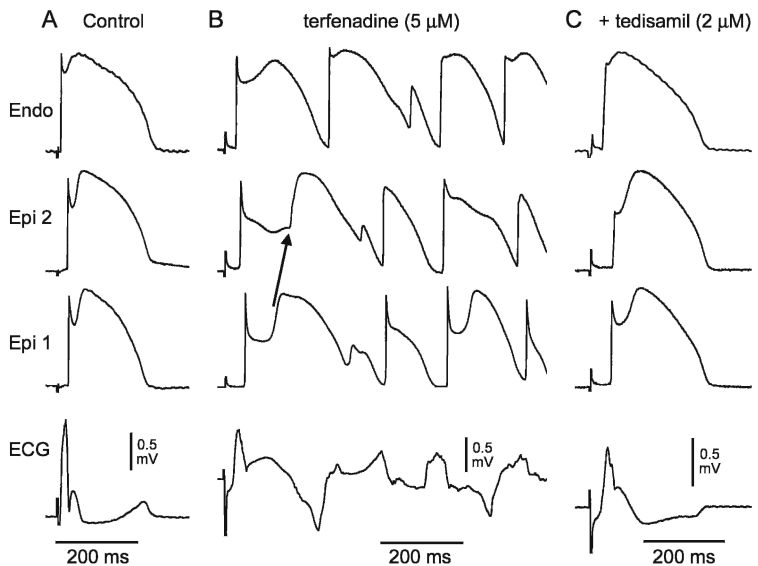 A Control B terfenadine (5 µM) C + tedisamil (2 µM)
Endo
Epi 2
Epi 1
ECG
0.5 mV
0.5 mV
0.5 mV
200 ms
200 ms
200 ms